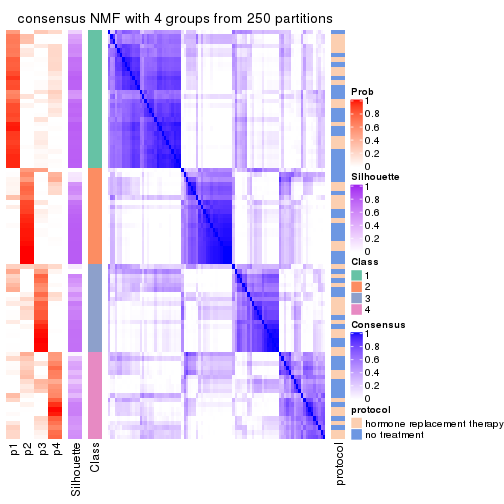 consensus NMF with 4 groups from 250 partitions
Prob
1
0.8
0.6
0.4
0.2
0
Silhouette
1
0.8
0.6
0.4
0.2
0
Class
1
2
3
4
Consensus
1
0.8
0.6
0.4
0.2
0
protocol
hormone replacement therapy
no treatment
p1
p2
p3
p4
Silhouette
Class
protocol